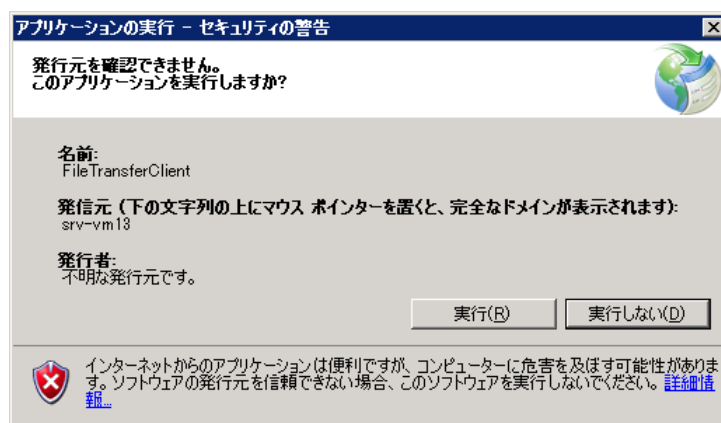 アプリケーションの実行 - セキュリティの警告
発行元を確認できません。
このアプリケーションを実行しますか?
名前:
FileTransferClient
発信元 (下の文字列の上にマウス ポインターを置くと、完全なドメインが表示されます):
srv-vm13
発行者:
不明な発行元です。
実行(R)
実行しない(D)
インターネットからのアプリケーションは便利ですが、コンピューターに危害を及ぼす可能性がありま
す。ソフトウェアの発行元を信頼できない場合、このソフトウェアを実行しないでください。詳細情
報...